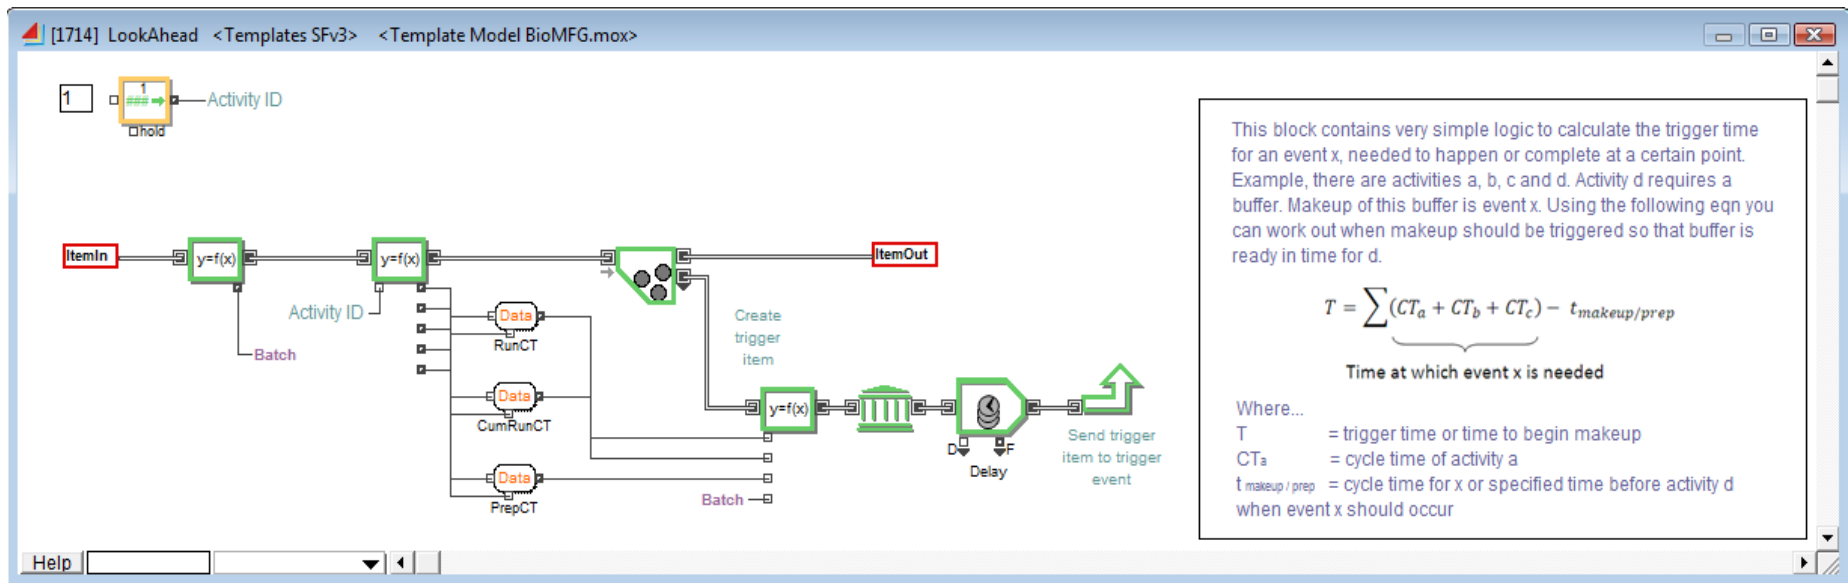 [1714] LookAhead <Templates SFv3> <Template Model BioMFG.mox>
1
1
###
Activity ID
hold
ItemIn
y=f(x)
y=f(x)
ItemOut
Activity ID
Batch
Data
RunCT
Data
CumRunCT
Data
PrepCT
Create
trigger
item
y=f(x)
Batch
D
F
Delay
Send trigger
item to trigger
event
This block contains very simple logic to calculate the trigger time
for an event x, needed to happen or complete at a certain point.
Example, there are activities a, b, c and d. Activity d requires a
buffer. Makeup of this buffer is event x. Using the following eqn you
can work out when makeup should be triggered so that buffer is
ready in time for d.
T = ∑(CTₐ + CT_b + CT_c) − t_makeup/prep
Time at which event x is needed
Where...
T = trigger time or time to begin makeup
CTa = cycle time of activity a
t makeup / prep = cycle time for x or specified time before activity d
when event x should occur
Help